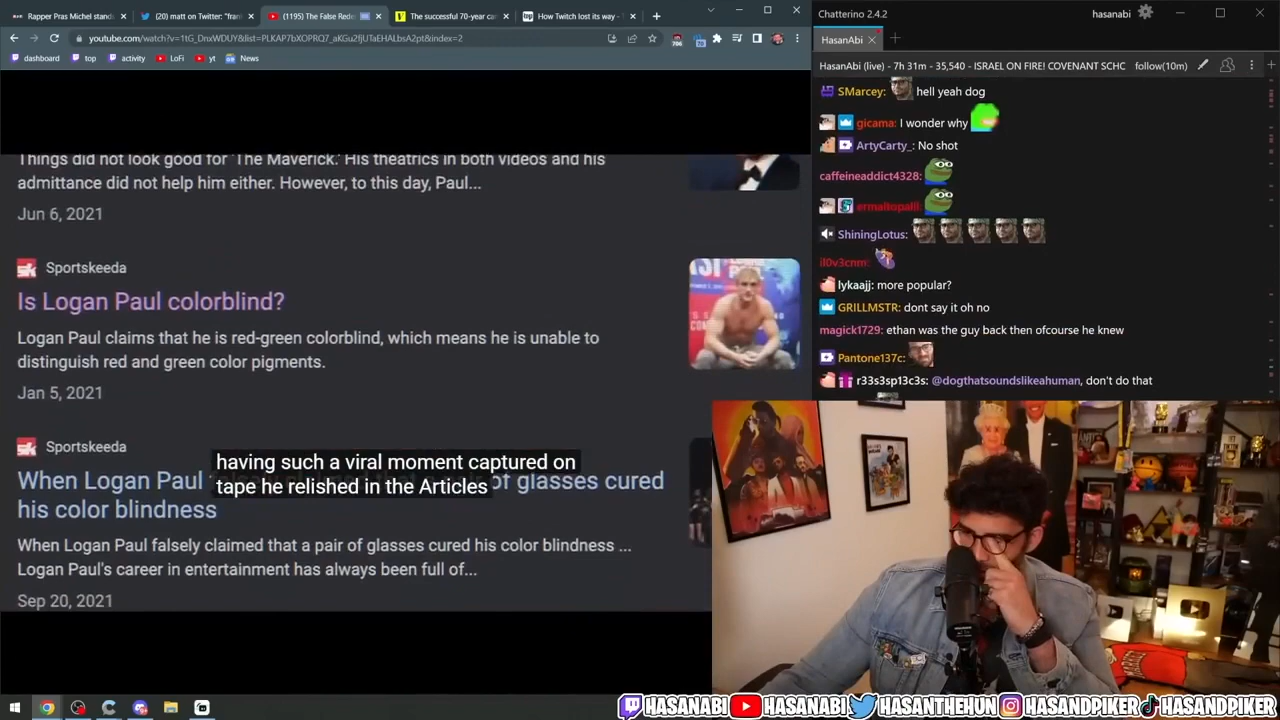 Rapper Pras Michel stands
(20) matt on Twitter: "fran
(1195) The False Rede
The successful 70-year ca
How Twitch lost its way -
youtube.com/watch?v=1tG_DnxWDUY&list=PLKAP7bXOPRQ7_aKGu2fjUTaEHALbsA2pt&index=2
dashboard
top
activity
LoFi
yt
News
Things did not look good for 'The Maverick.' His theatrics in both videos and his
admittance did not help him either. However, to this day, Paul...
Jun 6, 2021
Sportskeeda
Is Logan Paul colorblind?
Logan Paul claims that he is red-green colorblind, which means he is unable to
distinguish red and green color pigments.
Jan 5, 2021
Sportskeeda
When Logan Paul of glasses cured
his color blindness
having such a viral moment captured on
tape he relished in the Articles
When Logan Paul falsely claimed that a pair of glasses cured his color blindness ...
Logan Paul's career in entertainment has always been full of...
Sep 20, 2021
Chatterino 2.4.2
hasanabi
HasanAbi
HasanAbi (live) - 7h 31m - 35,540 - ISRAEL ON FIRE! COVENANT SCHC
follow(10m)
SMarcey: hell yeah dog
gicama: I wonder why
ArtyCarty_: No shot
caffeineaddict4328:
ShiningLotus:
il0v3cnm:
lykaajj: more popular?
GRILLMSTR: dont say it oh no
magick1729: ethan was the guy back then ofcourse he knew
Pantone137c:
r33s3sp13c3s: @dogthatsoundslikeahuman, don't do that
HASANABI
HASANABI
HASANTHEHUN
HASANDPIKER
HASANDPIKER